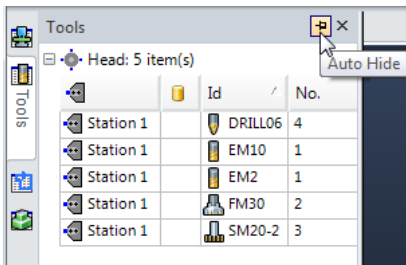 Tools
Auto Hide
Head: 5 item(s)
Id No.
Tools
Station 1 DRILL06 4
Station 1 EM10 1
Station 1 EM2 1
Station 1 FM30 2
Station 1 SM20-2 3